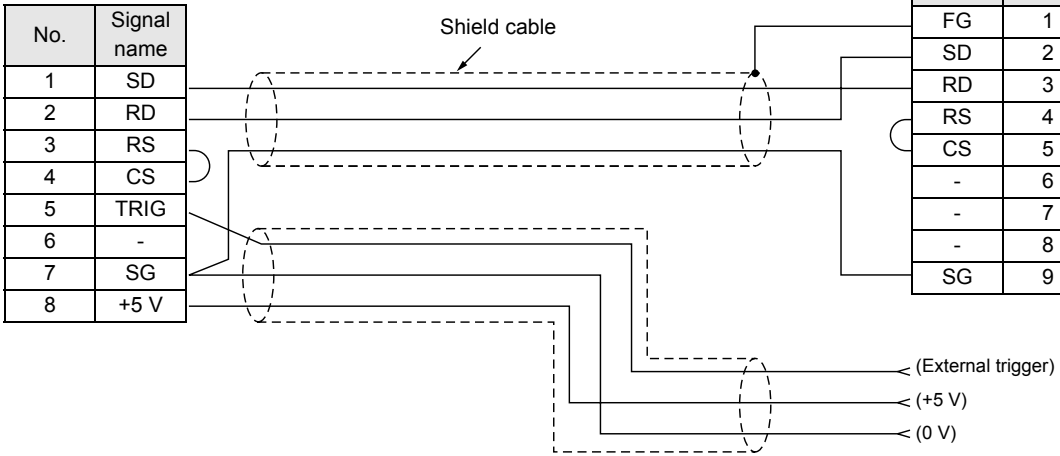 No. Signal name
1 SD
2 RD
3 RS
4 CS
5 TRIG
6 -
7 SG
8 +5 V
Shield cable
FG 1
SD 2
RD 3
RS 4
CS 5
- 6
- 7
- 8
SG 9
(External trigger)
(+5 V)
(0 V)